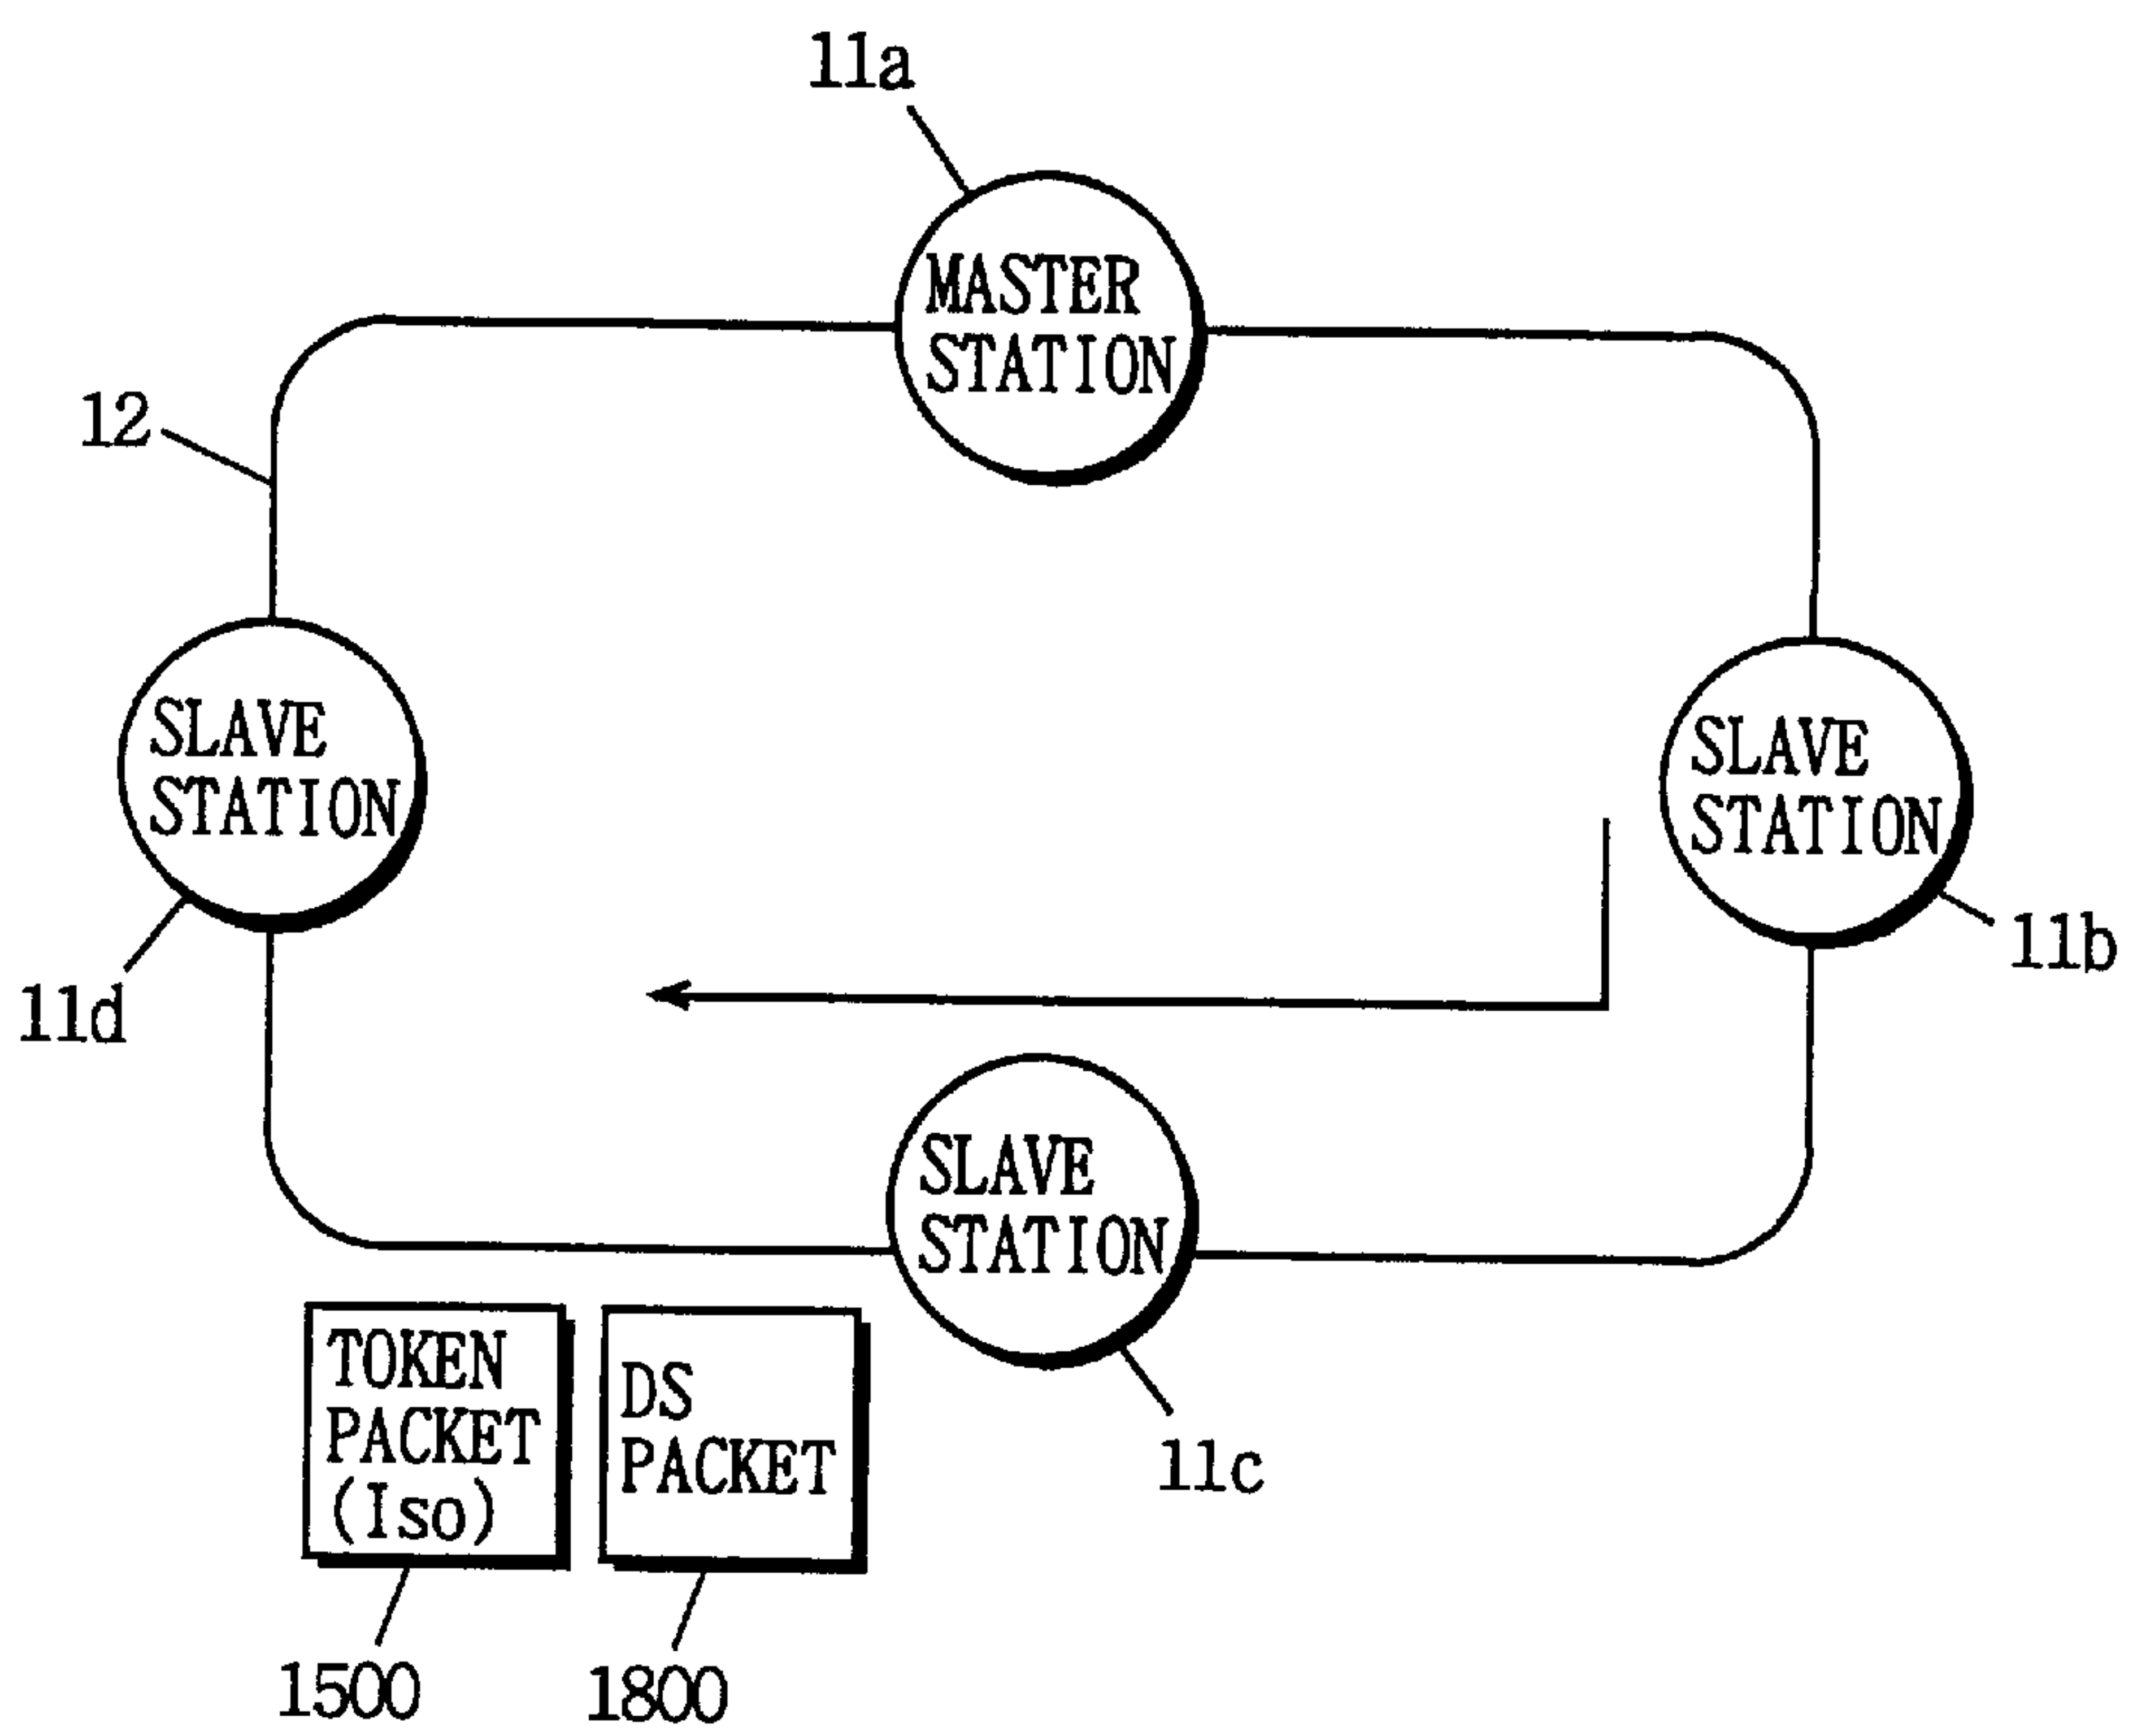 11a
MASTER
STATION
12
SLAVE
STATION
SLAVE
STATION
11b
11d
SLAVE
STATION
11c
TOKEN
PACKET
(Iso)
DS
PACKET
1500
1800